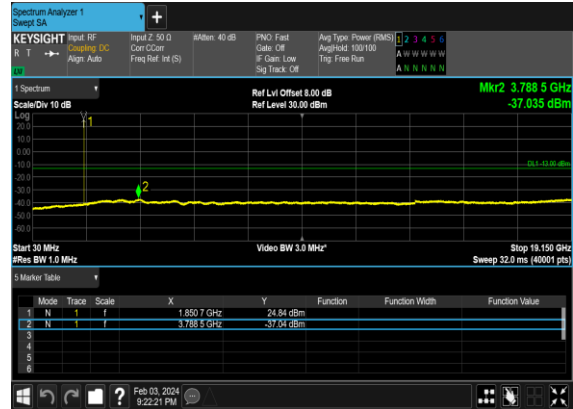 Spectrum Analyzer 1
Swept SA
+
KEYSIGHT Input: RF Input Z: 50 Ω #Atten: 40 dB PNO: Fast Avg Type: Power (RMS) 1 2 3 4 5 6
R T Coupling: DC Corr CCorr Gate: Off Avg|Hold: 100/100 A W W W W W
Align: Auto Freq Ref: Int (S) IF Gain: Low Trig: Free Run
LXI Sig Track: Off A N N N N N
1 Spectrum Ref Lvl Offset 8.00 dB Mkr2 3.788 5 GHz
Scale/Div 10 dB Ref Level 30.00 dBm -37.035 dBm
Log
1
20.0
10.0
0.00
-10.0
DL1 -13.00 dBm
-20.0
2
-30.0
-40.0
-50.0
-60.0
Start 30 MHz Video BW 3.0 MHz* Stop 19.150 GHz
#Res BW 1.0 MHz Sweep 32.0 ms (40001 pts)
5 Marker Table
Mode Trace Scale X Y Function Function Width Function Value
1 N 1 f 1.850 7 GHz 24.84 dBm
2 N 1 f 3.788 5 GHz -37.04 dBm
3
4
5
6
? Feb 03, 2024
9:22:21 PM